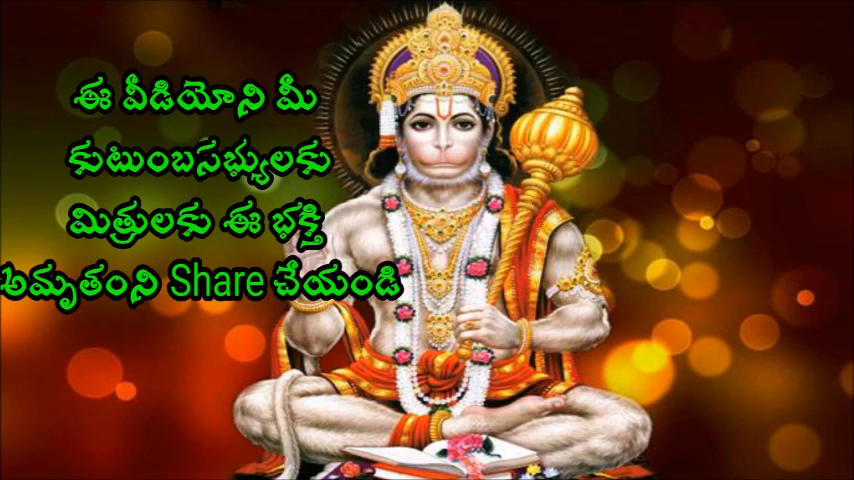 ఈ వీడియోని మీ
కుటుంబసభ్యులకు
మిత్రులకు ఈ భక్తి
అమృతంని Share చేయండి